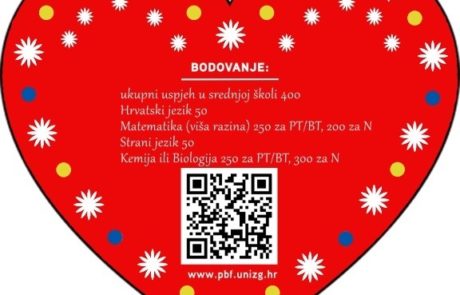 BODOVANJE:
ukupni uspjeh u srednjoj školi 400
Hrvatski jezik 50
Matematika (viša razina) 250 za PT/BT, 200 za N
Strani jezik 50
Kemija ili Biologija 250 za PT/BT, 300 za N
www.pbf.unizg.hr